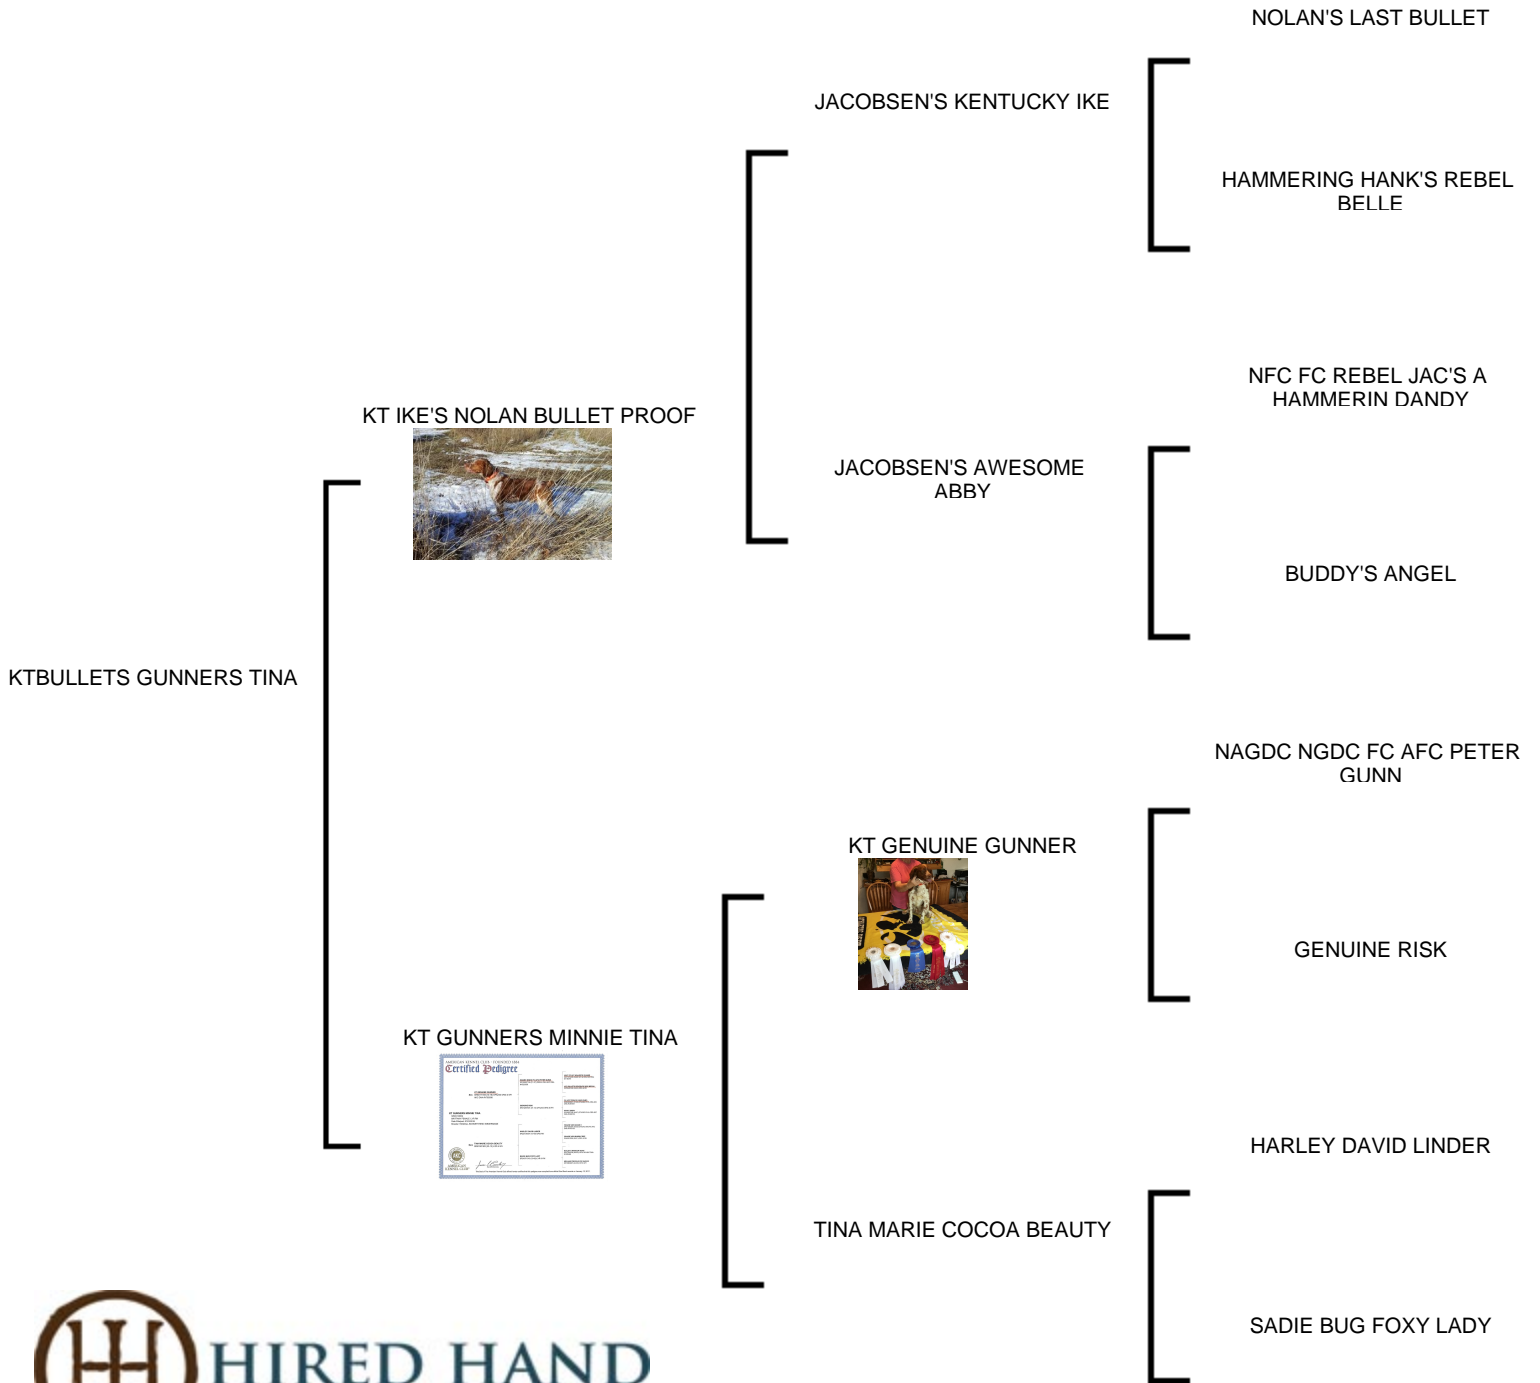 NOLAN'S LAST BULLET
JACOBSEN'S KENTUCKY IKE
HAMMERING HANK'S REBEL
BELLE
NFC FC REBEL JAC'S A
HAMMERIN DANDY
KT IKE'S NOLAN BULLET PROOF
JACOBSEN'S AWESOME
ABBY
BUDDY'S ANGEL
KTBULLETS GUNNERS TINA
NAGDC NGDC FC AFC PETER
GUNN
KT GENUINE GUNNER
GENUINE RISK
KT GUNNERS MINNIE TINA
AMERICAN KENNEL CLUB
Certified Pedigree
HARLEY DAVID LINDER
TINA MARIE COCOA BEAUTY
SADIE BUG FOXY LADY
HIRED HAND